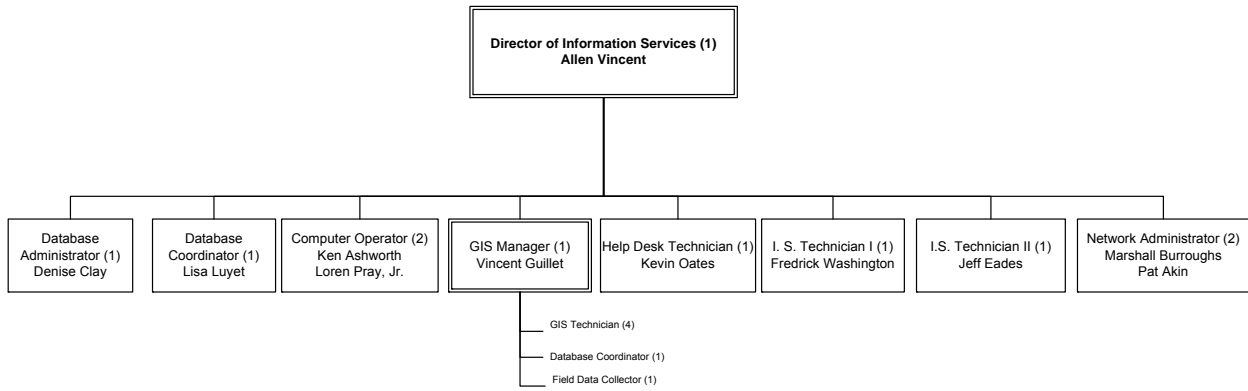 Director of Information Services (1)
Allen Vincent
Database
Administrator (1)
Denise Clay
Database
Coordinator (1)
Lisa Luyet
Computer Operator (2)
Ken Ashworth
Loren Pray, Jr.
GIS Manager (1)
Vincent Guillet
Help Desk Technician (1)
Kevin Oates
I. S. Technician I (1)
Fredrick Washington
I.S. Technician II (1)
Jeff Eades
Network Administrator (2)
Marshall Burroughs
Pat Akin
GIS Technician (4)
Database Coordinator (1)
Field Data Collector (1)